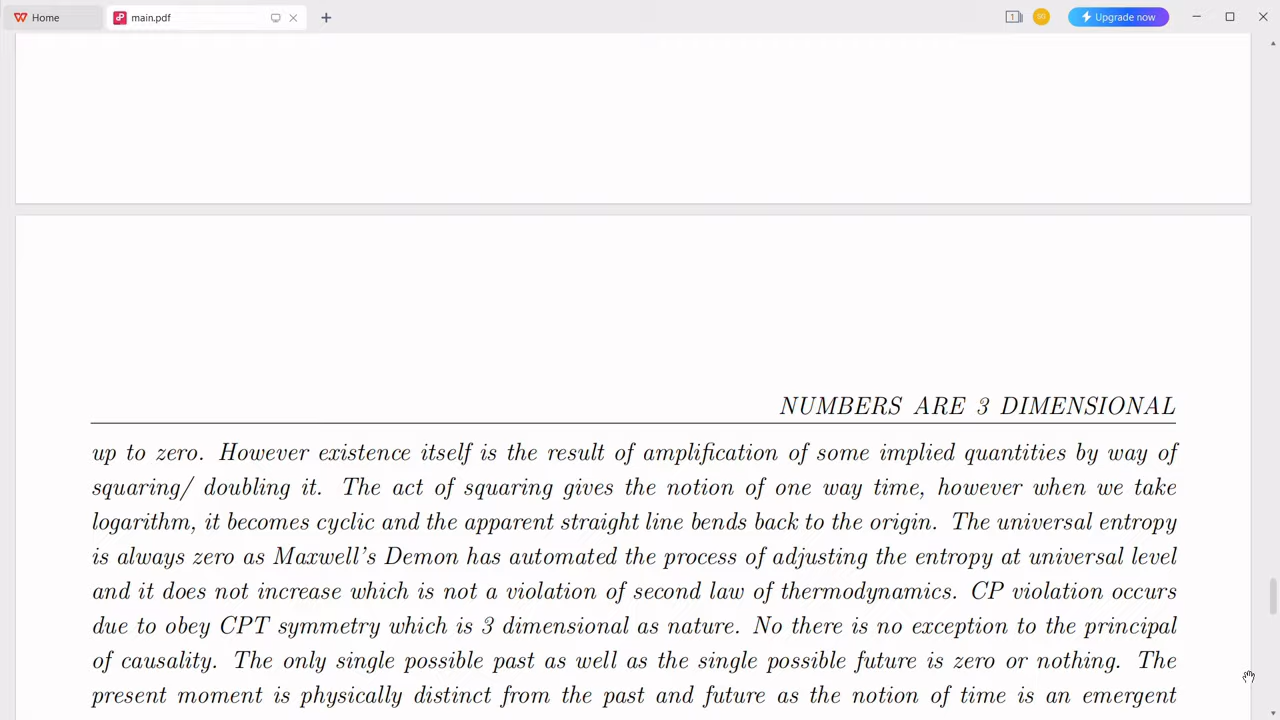 Home
main.pdf
1
SG
Upgrade now
NUMBERS ARE 3 DIMENSIONAL
up to zero. However existence itself is the result of amplification of some implied quantities by way of
squaring/ doubling it. The act of squaring gives the notion of one way time, however when we take
logarithm, it becomes cyclic and the apparent straight line bends back to the origin. The universal entropy
is always zero as Maxwell's Demon has automated the process of adjusting the entropy at universal level
and it does not increase which is not a violation of second law of thermodynamics. CP violation occurs
due to obey CPT symmetry which is 3 dimensional as nature. No there is no exception to the principal
of causality. The only single possible past as well as the single possible future is zero or nothing. The
present moment is physically distinct from the past and future as the notion of time is an emergent